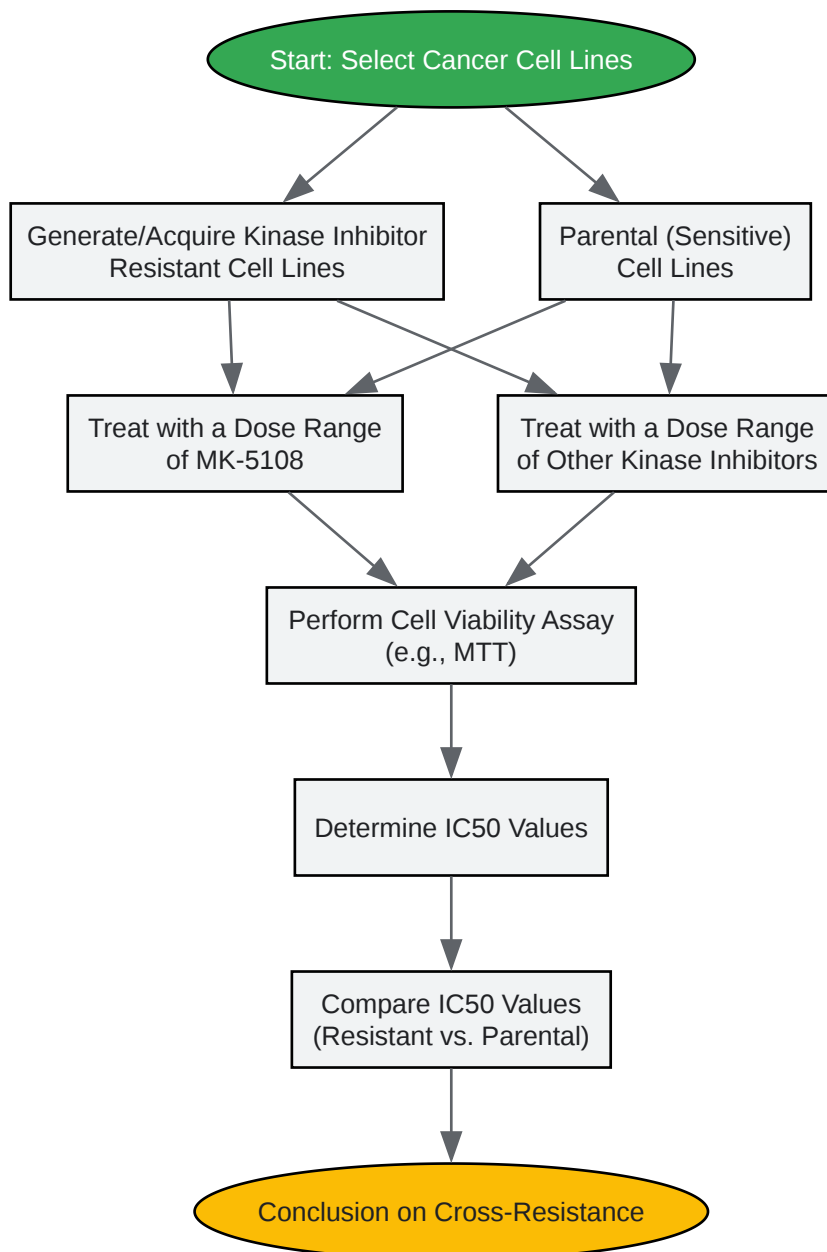 Start: Select Cancer Cell Lines
Generate/Acquire Kinase Inhibitor
Resistant Cell Lines
Parental (Sensitive)
Cell Lines
Treat with a Dose Range
of MK-5108
Treat with a Dose Range
of Other Kinase Inhibitors
Perform Cell Viability Assay
(e.g., MTT)
Determine IC50 Values
Compare IC50 Values
(Resistant vs. Parental)
Conclusion on Cross-Resistance